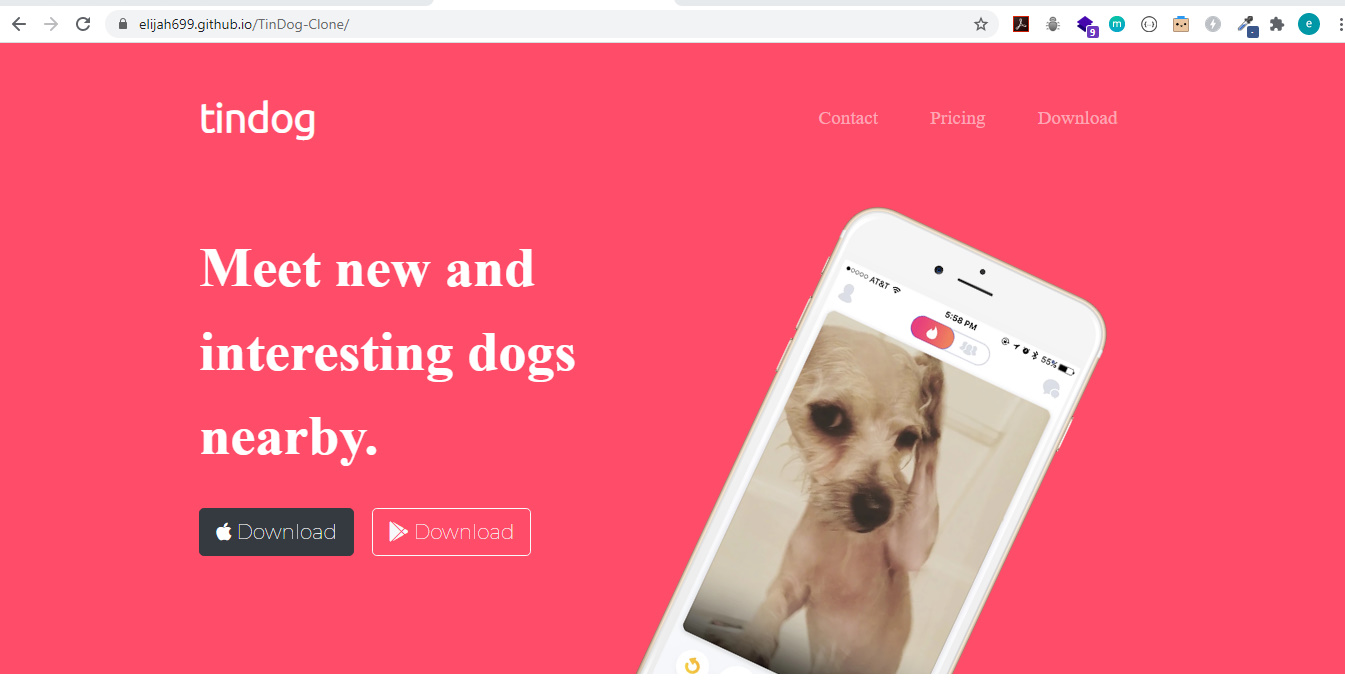 elijah699.github.io/TinDog-Clone/
9
m
e
tindog
Contact Pricing Download
Meet new and
interesting dogs
nearby.
Download Download
AT&T
5:58 PM
55%